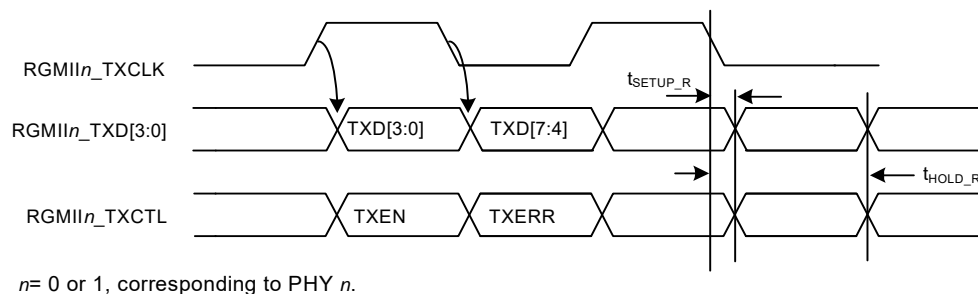 RGMIIn_TXCLK
tSETUP_R
RGMIIn_TXD[3:0]
TXD[3:0]
TXD[7:4]
tHOLD_R
RGMIIn_TXCTL
TXEN
TXERR
n= 0 or 1, corresponding to PHY n.